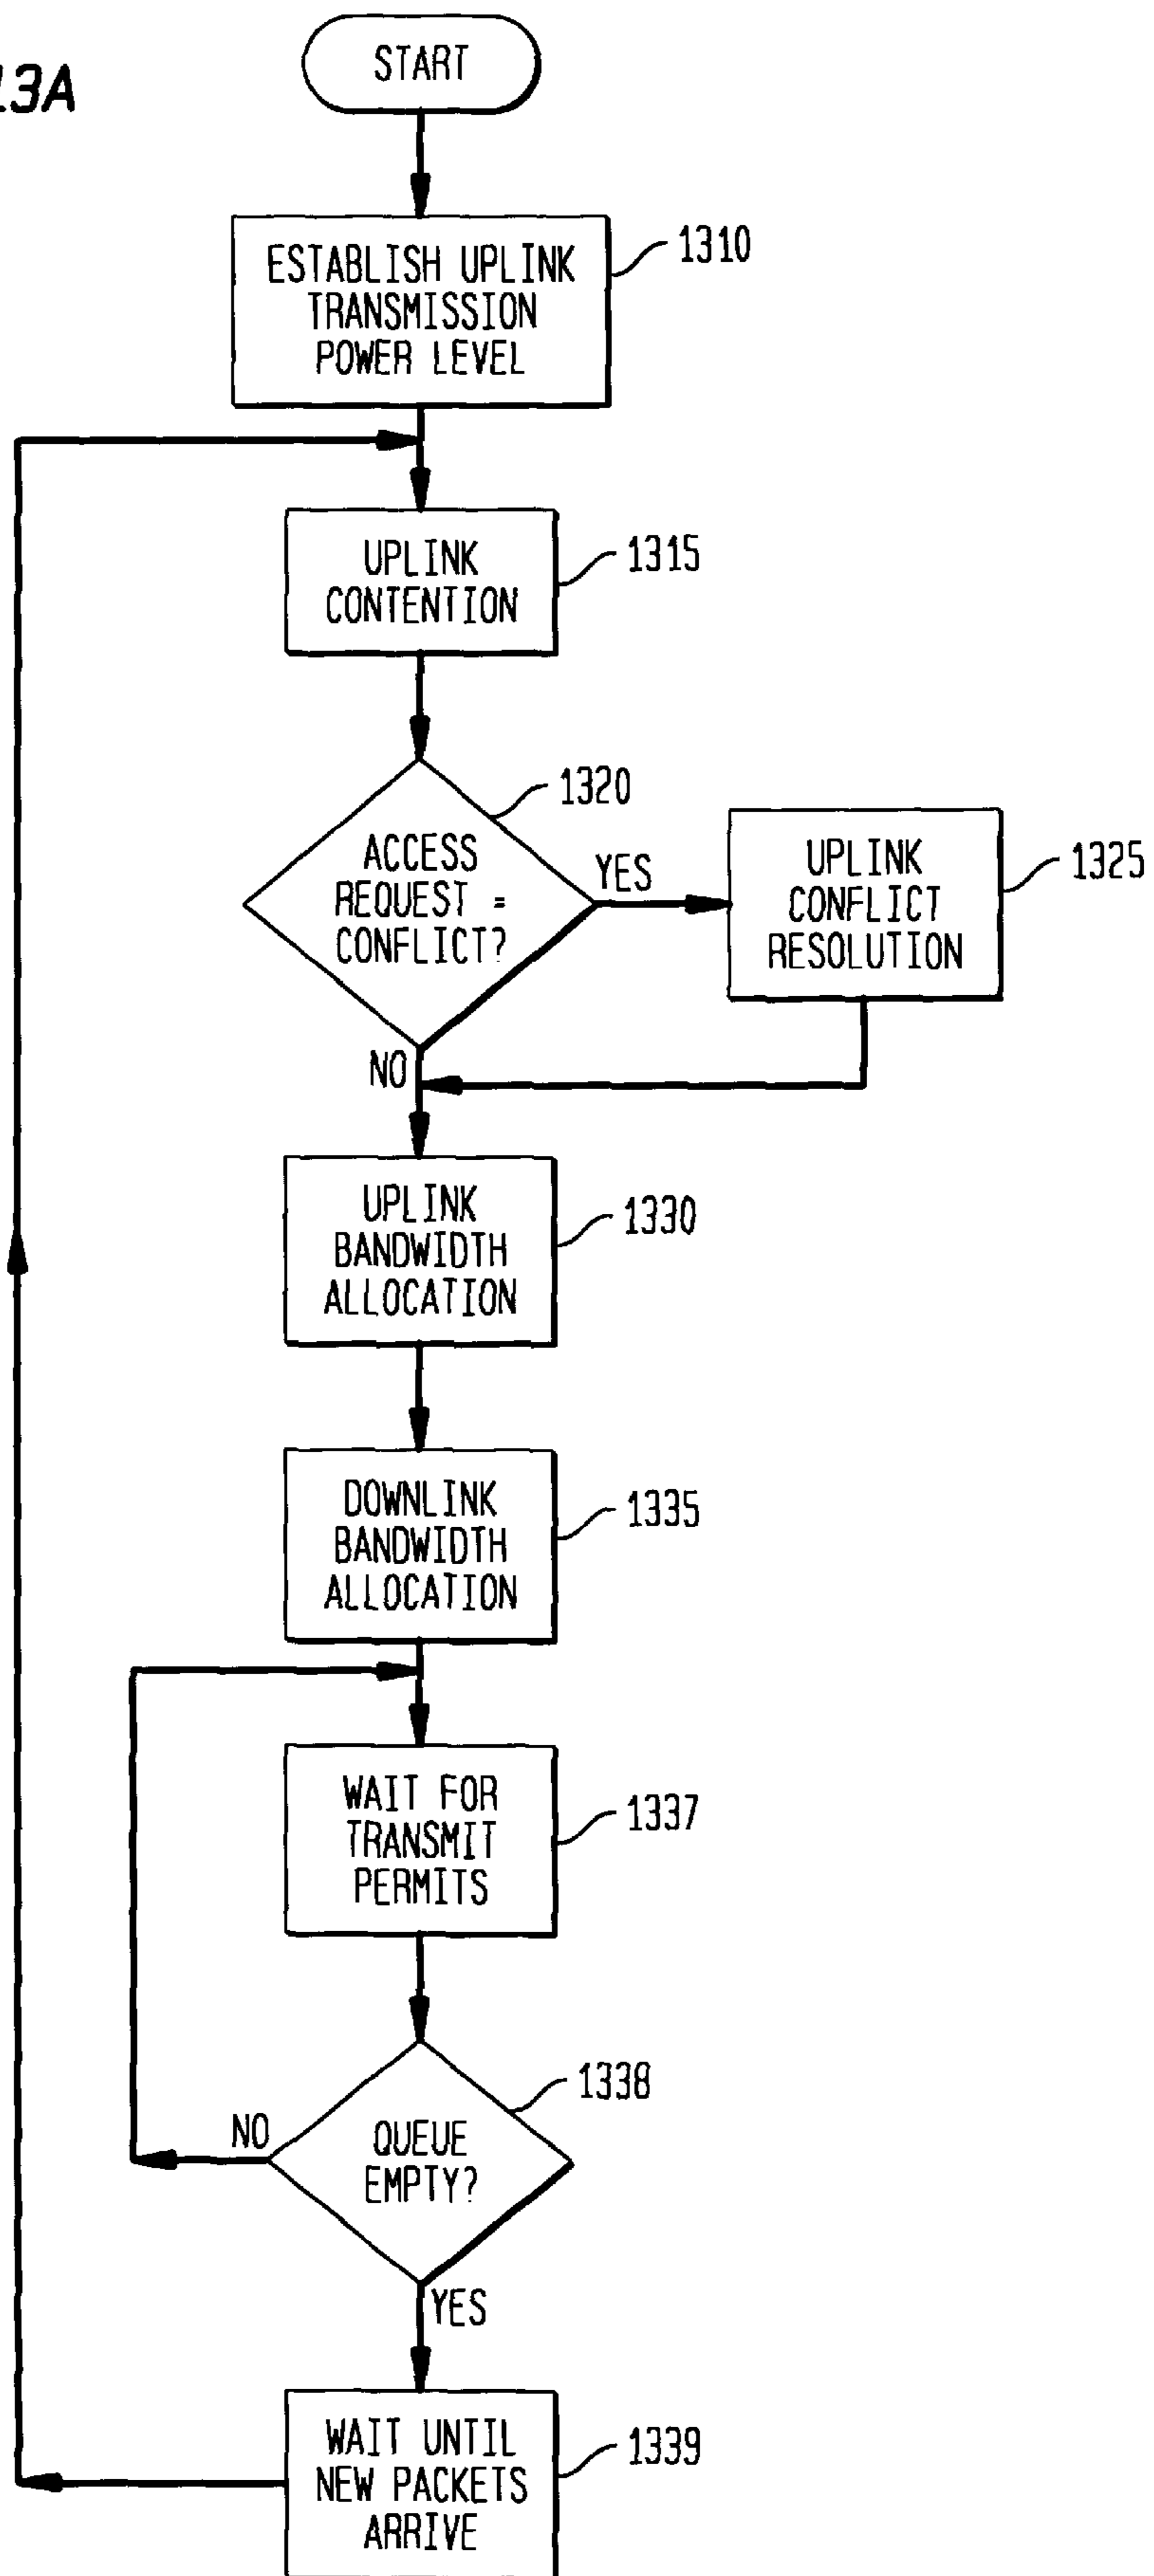 13A
START
ESTABLISH UPLINK
TRANSMISSION
POWER LEVEL
1310
UPLINK
CONTENTION
1315
1320
ACCESS
REQUEST =
CONFLICT?
YES
UPLINK
CONFLICT
RESOLUTION
1325
NO
UPLINK
BANDWIDTH
ALLOCATION
1330
DOWNLINK
BANDWIDTH
ALLOCATION
1335
WAIT FOR
TRANSMIT
PERMITS
1337
1338
NO
QUEUE
EMPTY?
YES
WAIT UNTIL
NEW PACKETS
ARRIVE
1339